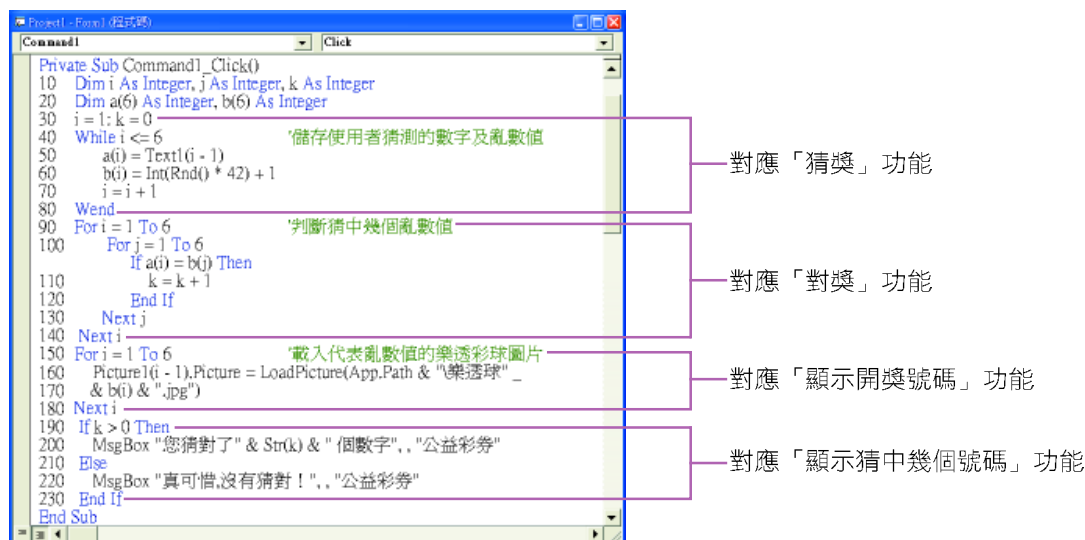 Project1 - Form1 (程式碼)
Command1 Click
Private Sub Command1_Click()
10 Dim i As Integer, j As Integer, k As Integer
20 Dim a(6) As Integer, b(6) As Integer
30 i = 1: k = 0
40 While i <= 6 '儲存使用者猜測的數字及亂數值
50 a(i) = Text1(i - 1)
60 b(i) = Int(Rnd() * 42) + 1
70 i = i + 1
80 Wend
對應「猜獎」功能
90 For i = 1 To 6 '判斷猜中幾個亂數值
100 For j = 1 To 6
If a(i) = b(j) Then
110 k = k + 1
120 End If
130 Next j
140 Next i
對應「對獎」功能
150 For i = 1 To 6 '載入代表亂數值的樂透彩球圖片
160 Picture1(i - 1).Picture = LoadPicture(App.Path & "\樂透球" _
170 & b(i) & ".jpg")
180 Next i
對應「顯示開獎號碼」功能
190 If k > 0 Then
200 MsgBox "您猜對了" & Str(k) & " 個數字", , "公益彩券"
210 Else
220 MsgBox "真可惜,沒有猜對！", , "公益彩券"
230 End If
End Sub
對應「顯示猜中幾個號碼」功能